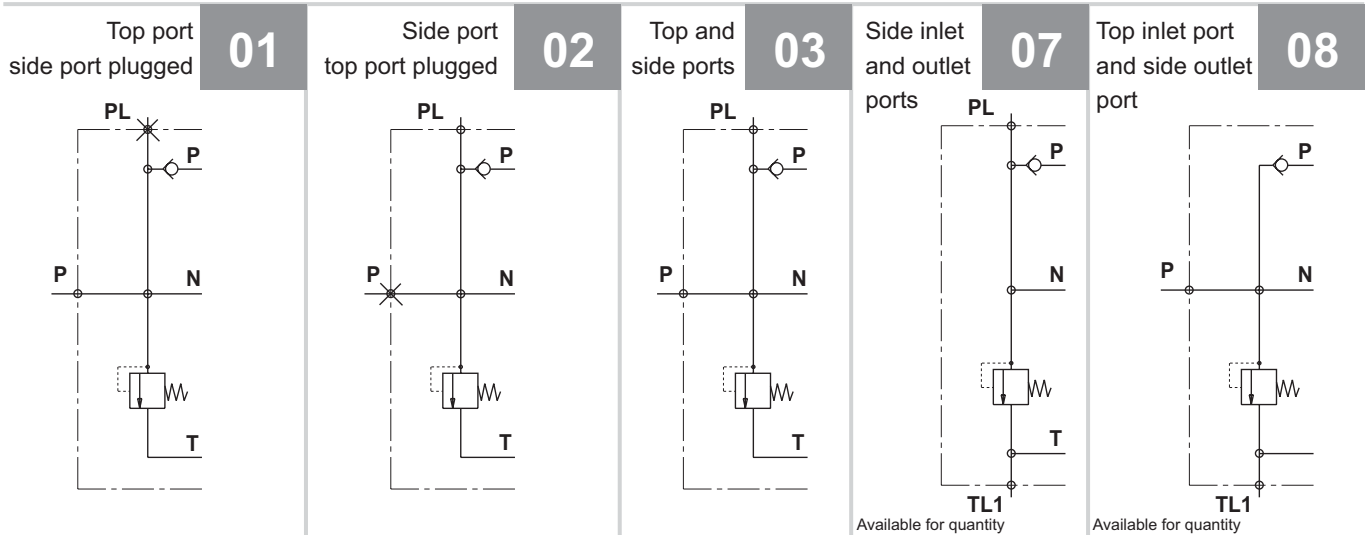 Top port
side port plugged
01
PL
P
P
N
T
Side port
top port plugged
02
PL
P
P
N
T
Top and
side ports
03
PL
P
P
N
T
Side inlet
and outlet
ports
07
PL
P
N
T
TL1
Available for quantity
Top inlet port
and side outlet
port
08
P
P
N
TL1
Available for quantity